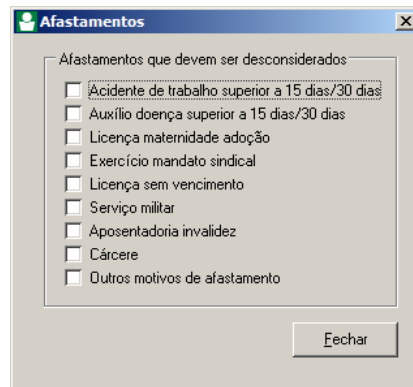 Afastamentos
Afastamentos que devem ser desconsiderados
Acidente de trabalho superior a 15 dias/30 dias
Auxílio doença superior a 15 dias/30 dias
Licença maternidade adoção
Exercício mandato sindical
Licença sem vencimento
Serviço militar
Aposentadoria invalidez
Cárcere
Outros motivos de afastamento
Fechar